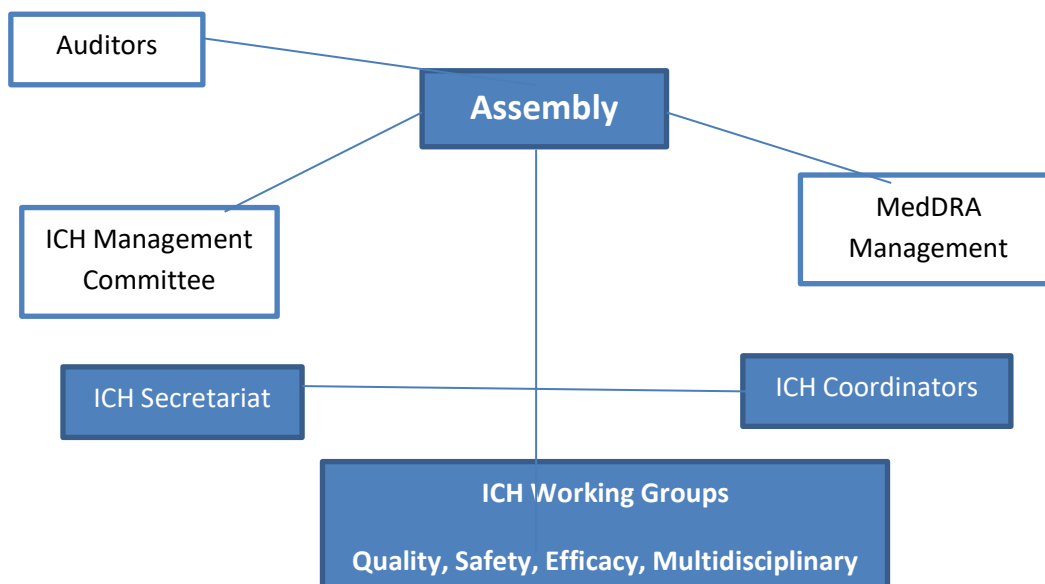 Auditors
Assembly
ICH Management
Committee
MedDRA
Management
ICH Secretariat
ICH Coordinators
ICH Working Groups
Quality, Safety, Efficacy, Multidisciplinary